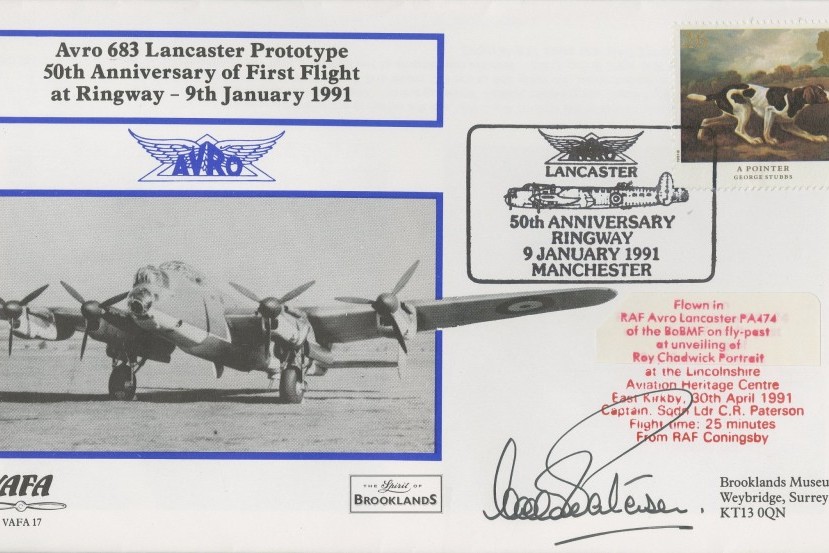 Avro 683 Lancaster Prototype
50th Anniversary of First Flight
at Ringway – 9th January 1991
AVRO
A POINTER
GEORGE STUBBS
AVRO
LANCASTER
50th ANNIVERSARY
RINGWAY
9 JANUARY 1991
MANCHESTER
Flown in
RAF Avro Lancaster PA474
of the BoBMF on fly-past
at unveiling of
Roy Chadwick Portrait
at the Lincolnshire
Aviation Heritage Centre
East Kirkby, 30th April 1991
Captain: Sqdn Ldr C.R. Paterson
Flight time: 25 minutes
From RAF Coningsby
VAFA
VAFA 17
THE Spirit OF
BROOKLANDS
Brooklands Museu
Weybridge, Surrey
KT13 0QN